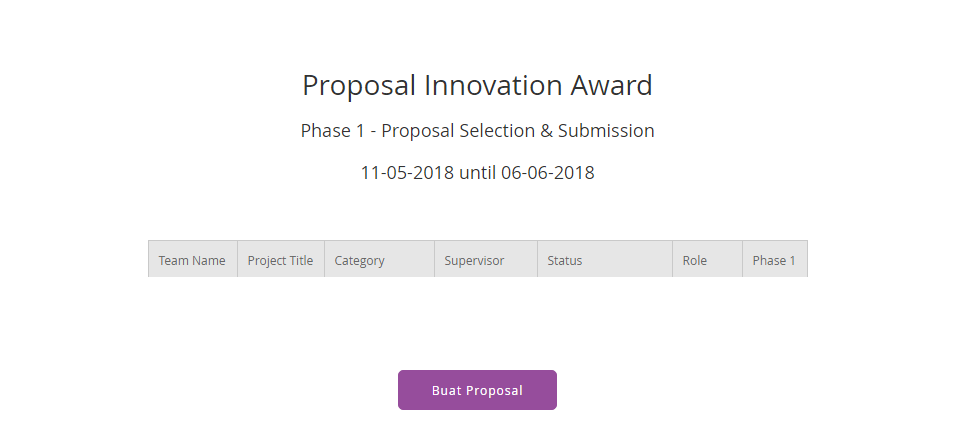 Proposal Innovation Award
Phase 1 - Proposal Selection & Submission
11-05-2018 until 06-06-2018
Team Name Project Title Category Supervisor Status Role Phase 1
Buat Proposal